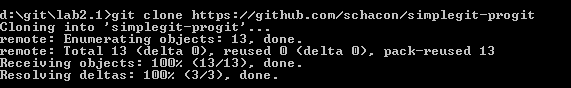 d:\git\lab2.1>git clone https://github.com/schacon/simplegit-progit
Cloning into 'simplegit-progit'...
remote: Enumerating objects: 13, done.
remote: Total 13 (delta 0), reused 0 (delta 0), pack-reused 13
Receiving objects: 100% (13/13), done.
Resolving deltas: 100% (3/3), done.